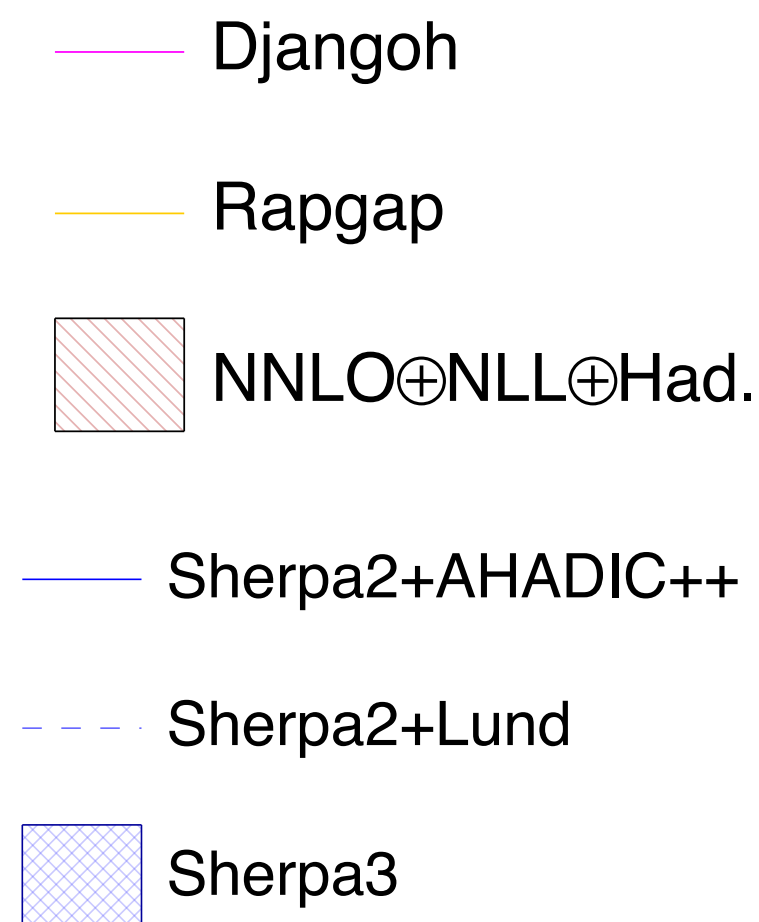 Djangoh
Rapgap
NNLO⊕NLL⊕Had.
Sherpa2+AHADIC++
Sherpa2+Lund
Sherpa3